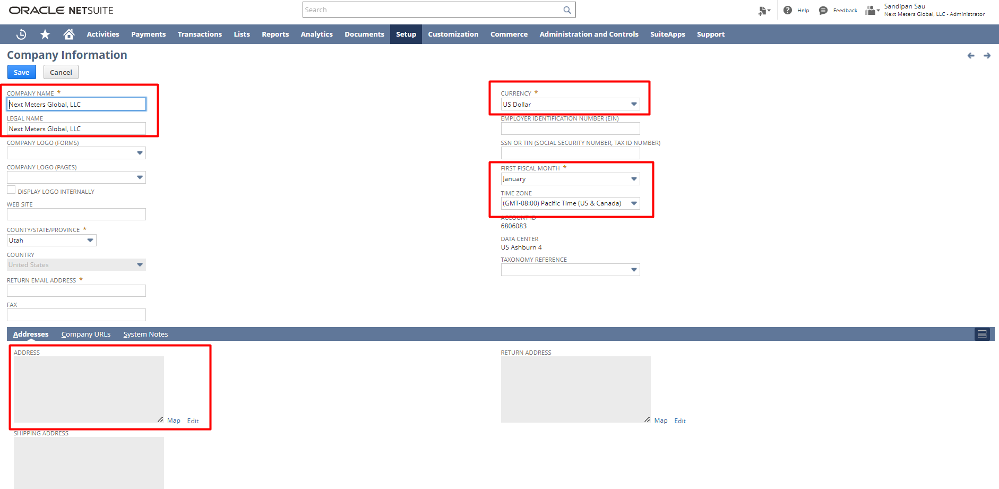 ORACLE NETSUITE
Search
Help
Feedback
Sandipan Sau
Next Meters Global, LLC - Administrator
Activities
Payments
Transactions
Lists
Reports
Analytics
Documents
Setup
Customization
Commerce
Administration and Controls
SuiteApps
Support
Company Information
Save
Cancel
COMPANY NAME *
Next Meters Global, LLC
LEGAL NAME
Next Meters Global, LLC
COMPANY LOGO (FORMS)
COMPANY LOGO (PAGES)
DISPLAY LOGO INTERNALLY
WEB SITE
COUNTY/STATE/PROVINCE *
Utah
COUNTRY
United States
RETURN EMAIL ADDRESS *
FAX
CURRENCY *
US Dollar
EMPLOYER IDENTIFICATION NUMBER (EIN)
SSN OR TIN (SOCIAL SECURITY NUMBER, TAX ID NUMBER)
FIRST FISCAL MONTH *
January
TIME ZONE
(GMT-08:00) Pacific Time (US & Canada)
ACCOUNT ID
6806083
DATA CENTER
US Ashburn 4
TAXONOMY REFERENCE
Addresses
Company URLs
System Notes
ADDRESS
Map
Edit
RETURN ADDRESS
Map
Edit
SHIPPING ADDRESS